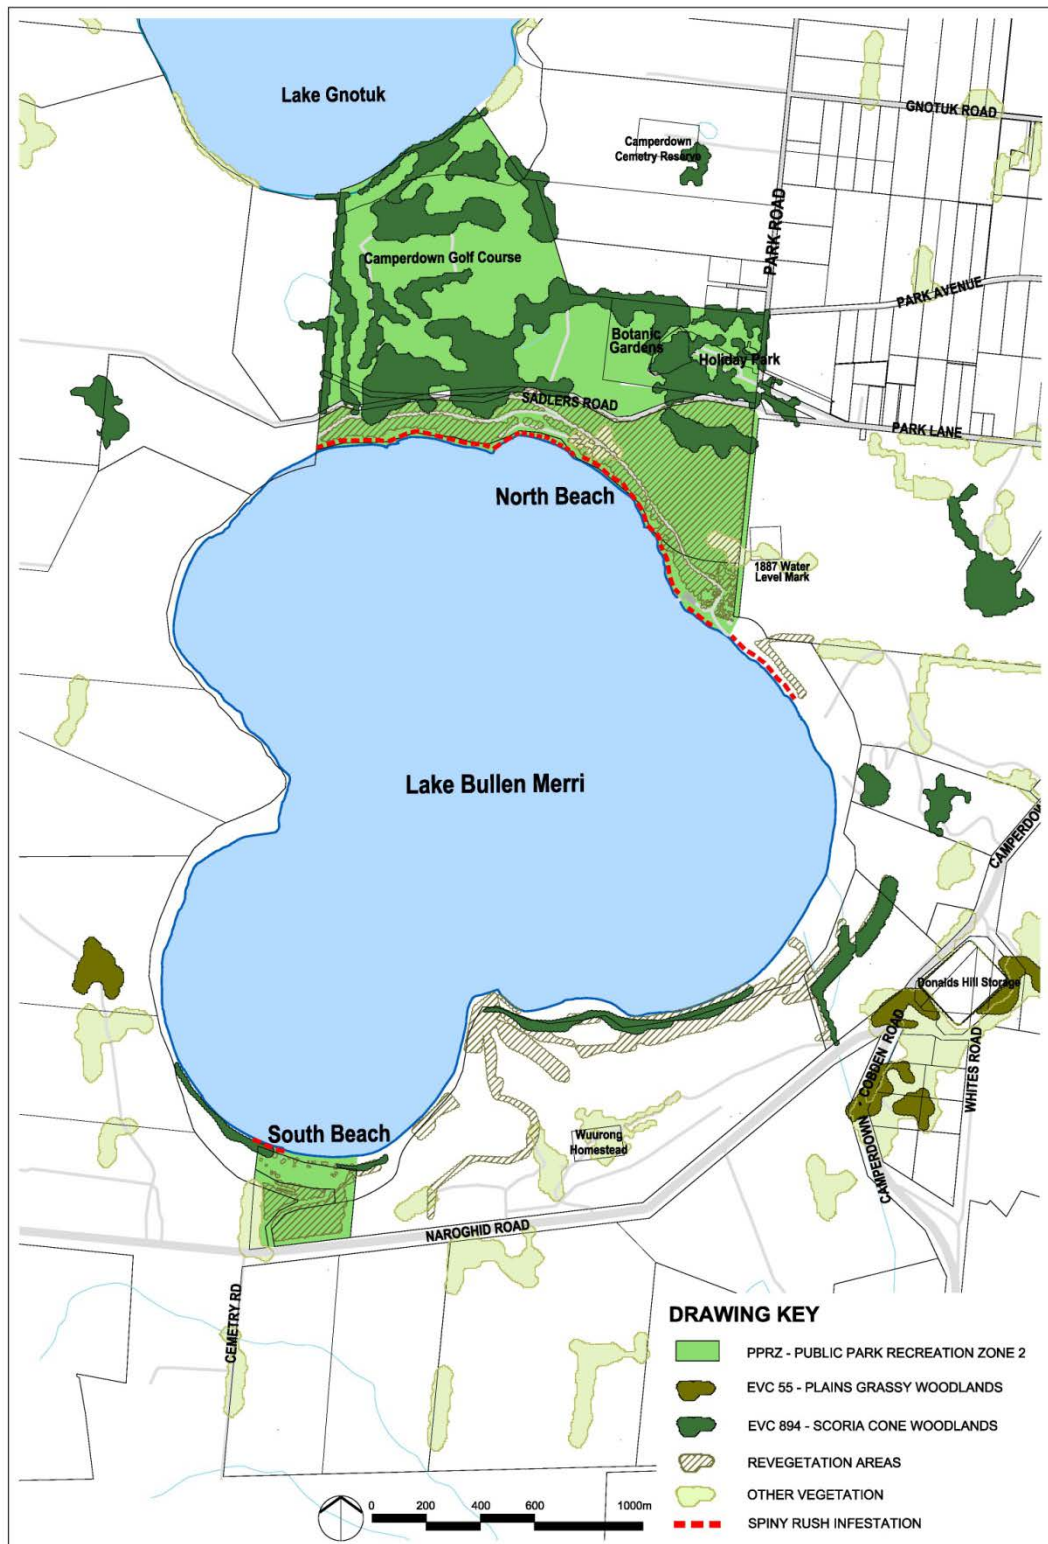 Lake Gnotuk
GNOTUK ROAD
Camperdown
Cemetry Reserve
PARK ROAD
Camperdown Golf Course
PARK AVENUE
Botanic
Gardens
Holiday Park
SADLERS ROAD
PARK LANE
North Beach
1887 Water
Level Mark
Lake Bullen Merri
CAMPERDOW
Donalds Hill Storage
CAMPERDOWN - COBDEN ROAD
WHITES ROAD
South Beach
Wuurong
Homestead
NAROGHID ROAD
CEMETRY RD
DRAWING KEY
PPRZ - PUBLIC PARK RECREATION ZONE 2
EVC 55 - PLAINS GRASSY WOODLANDS
EVC 894 - SCORIA CONE WOODLANDS
REVEGETATION AREAS
OTHER VEGETATION
SPINY RUSH INFESTATION
0 200 400 600 1000m